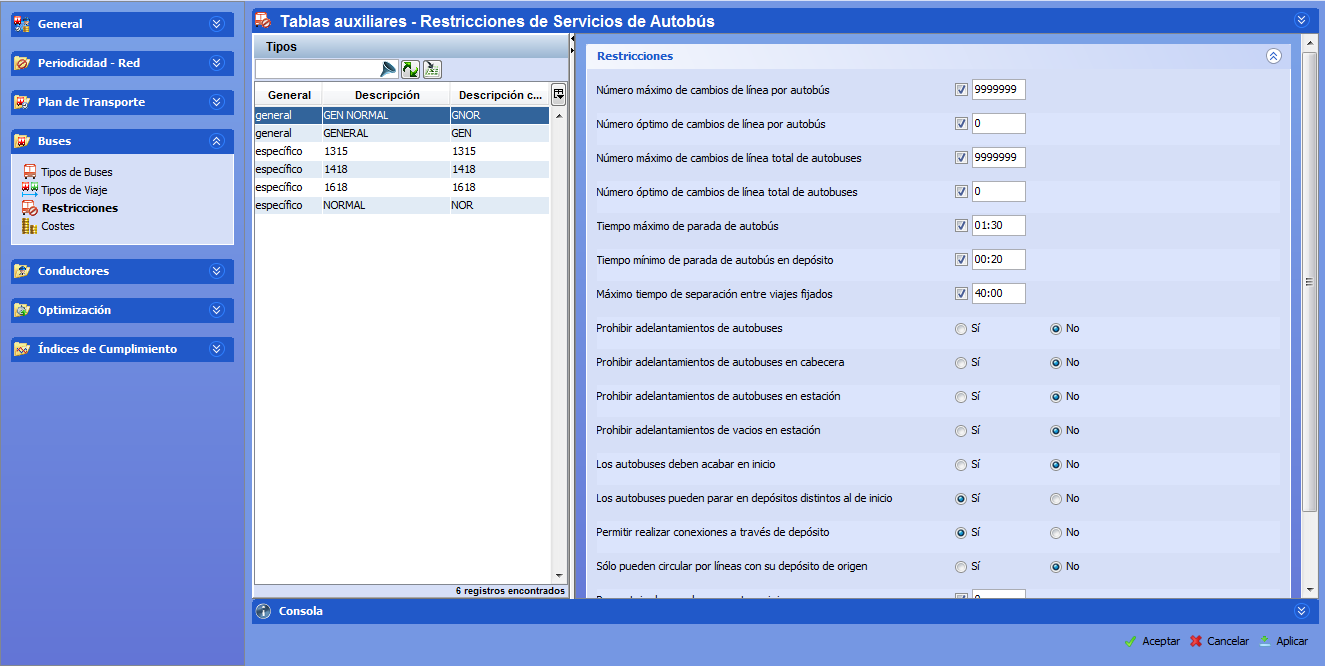 General
Periodicidad - Red
Plan de Transporte
Buses
Tipos de Buses
Tipos de Viaje
Restricciones
Costes
Conductores
Optimización
Índices de Cumplimiento
Tablas auxiliares - Restricciones de Servicios de Autobús
Tipos
General Descripción Descripción c...
general GEN NORMAL GNOR
general GENERAL GEN
específico 1315 1315
específico 1418 1418
específico 1618 1618
específico NORMAL NOR
6 registros encontrados
Restricciones
Número máximo de cambios de línea por autobús 9999999
Número óptimo de cambios de línea por autobús 0
Número máximo de cambios de línea total de autobuses 9999999
Número óptimo de cambios de línea total de autobuses 0
Tiempo máximo de parada de autobús 01:30
Tiempo mínimo de parada de autobús en depósito 00:20
Máximo tiempo de separación entre viajes fijados 40:00
Prohibir adelantamientos de autobuses Sí No
Prohibir adelantamientos de autobuses en cabecera Sí No
Prohibir adelantamientos de autobuses en estación Sí No
Prohibir adelantamientos de vacios en estación Sí No
Los autobuses deben acabar en inicio Sí No
Los autobuses pueden parar en depósitos distintos al de inicio Sí No
Permitir realizar conexiones a través de depósito Sí No
Sólo pueden circular por líneas con su depósito de origen Sí No
Consola
Aceptar Cancelar Aplicar